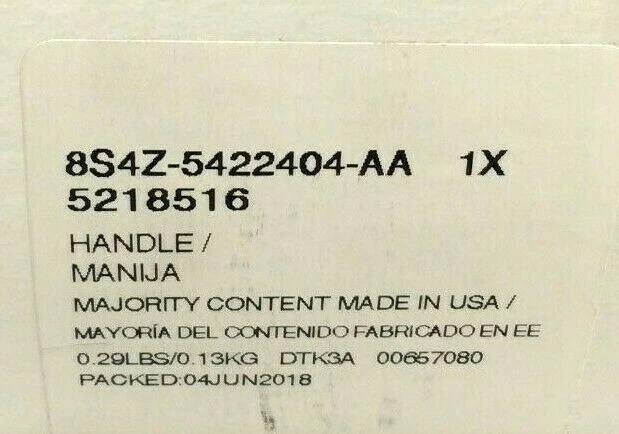 8S4Z-5422404-AA 1X
5218516
HANDLE /
MANIJA
MAJORITY CONTENT MADE IN USA /
MAYORÍA DEL CONTENIDO FABRICADO EN EE
0.29LBS/0.13KG DTK3A 00657080
PACKED:04JUN2018